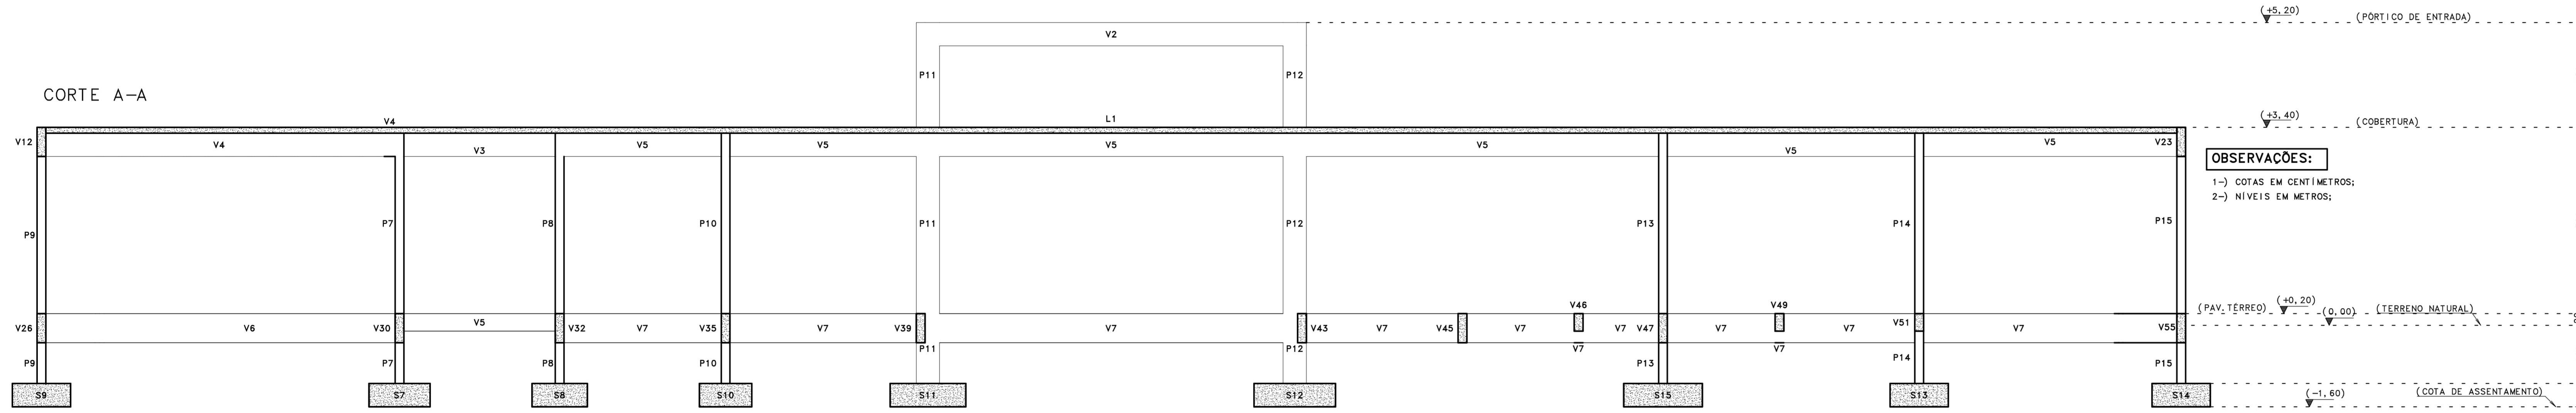 (+5,20)
(PÓRTICO DE ENTRADA)
V2
P11
P12
CORTE A-A
V4
L1
(+3,40)
(COBERTURA)
V12
V4
V3
V5
V5
V5
V5
V5
V5
V23
OBSERVAÇÕES:
1-) COTAS EM CENTÍMETROS;
2-) NÍVEIS EM METROS;
P9
P7
P8
P10
P11
P12
P13
P14
P15
V46
V49
(PAV.TÉRREO)
(+0,20)
(0,00)
(TERRENO NATURAL)
V26
V6
V30
V5
V32
V7
V35
V7
V39
V7
V43
V7
V45
V7
V7
V47
V7
V7
V51
V7
V55
P11
P12
V7
V7
P9
P7
P8
P10
P13
P14
P15
S9
S7
S8
S10
S11
S12
S15
S13
S14
(-1,60)
(COTA DE ASSENTAMENTO)